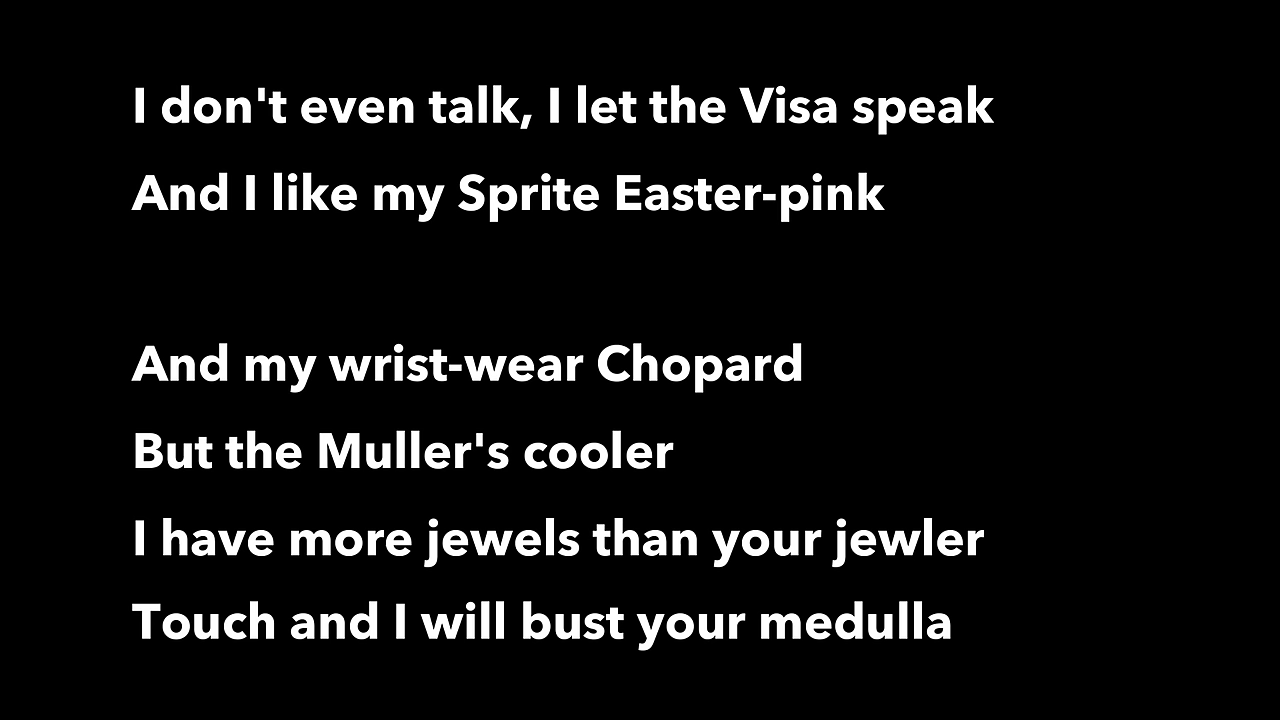 I don't even talk, I let the Visa speak
And I like my Sprite Easter-pink
And my wrist-wear Chopard
But the Muller's cooler
I have more jewels than your jewler
Touch and I will bust your medulla